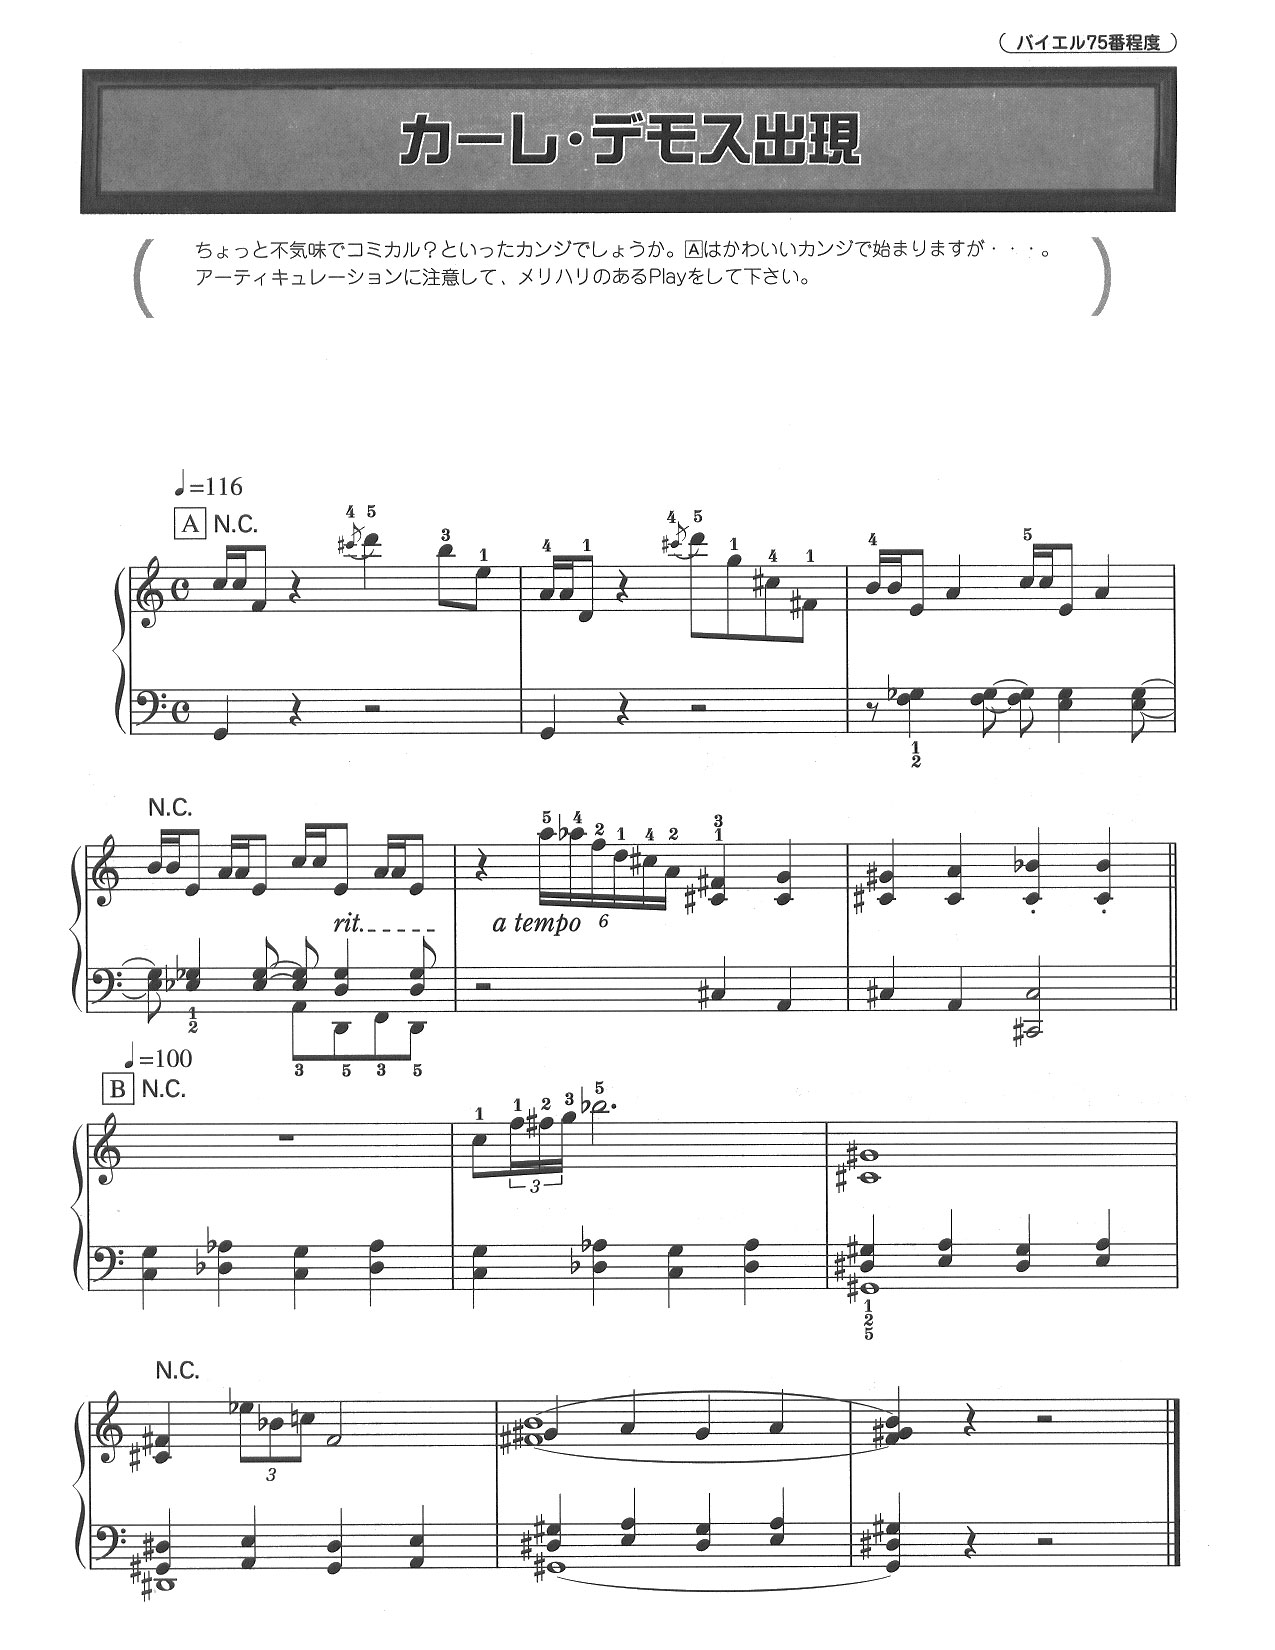 (バイエル75番程度)
カーレ・デモス出現
ちょっと不気味でコミカル?といったカンジでしょうか。Aはかわいいカンジで始まりますが・・・。
アーティキュレーションに注意して、メリハリのあるPlayをして下さい。
♩=116
A N.C.
4 5 3 1 4 1 4 5 1 4 1 4 5
1
2
N.C.
5 4 2 1 4 2 3
1
rit. a tempo 6
1
2
3 5 3 5
♩=100
B N.C.
1 1 2 3 5
3
1
2
5
N.C.
3